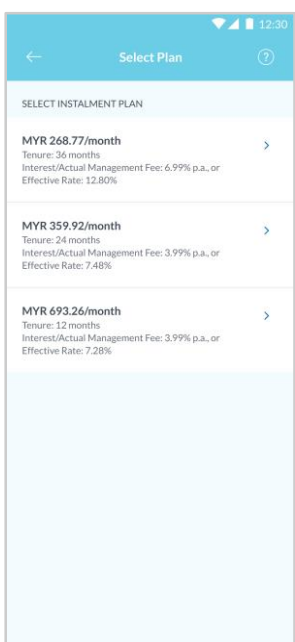 12:30
Select Plan
?
SELECT INSTALMENT PLAN
MYR 268.77/month
Tenure: 36 months
Interest/Actual Management Fee: 6.99% p.a., or
Effective Rate: 12.80%
MYR 359.92/month
Tenure: 24 months
Interest/Actual Management Fee: 3.99% p.a., or
Effective Rate: 7.48%
MYR 693.26/month
Tenure: 12 months
Interest/Actual Management Fee: 3.99% p.a., or
Effective Rate: 7.28%